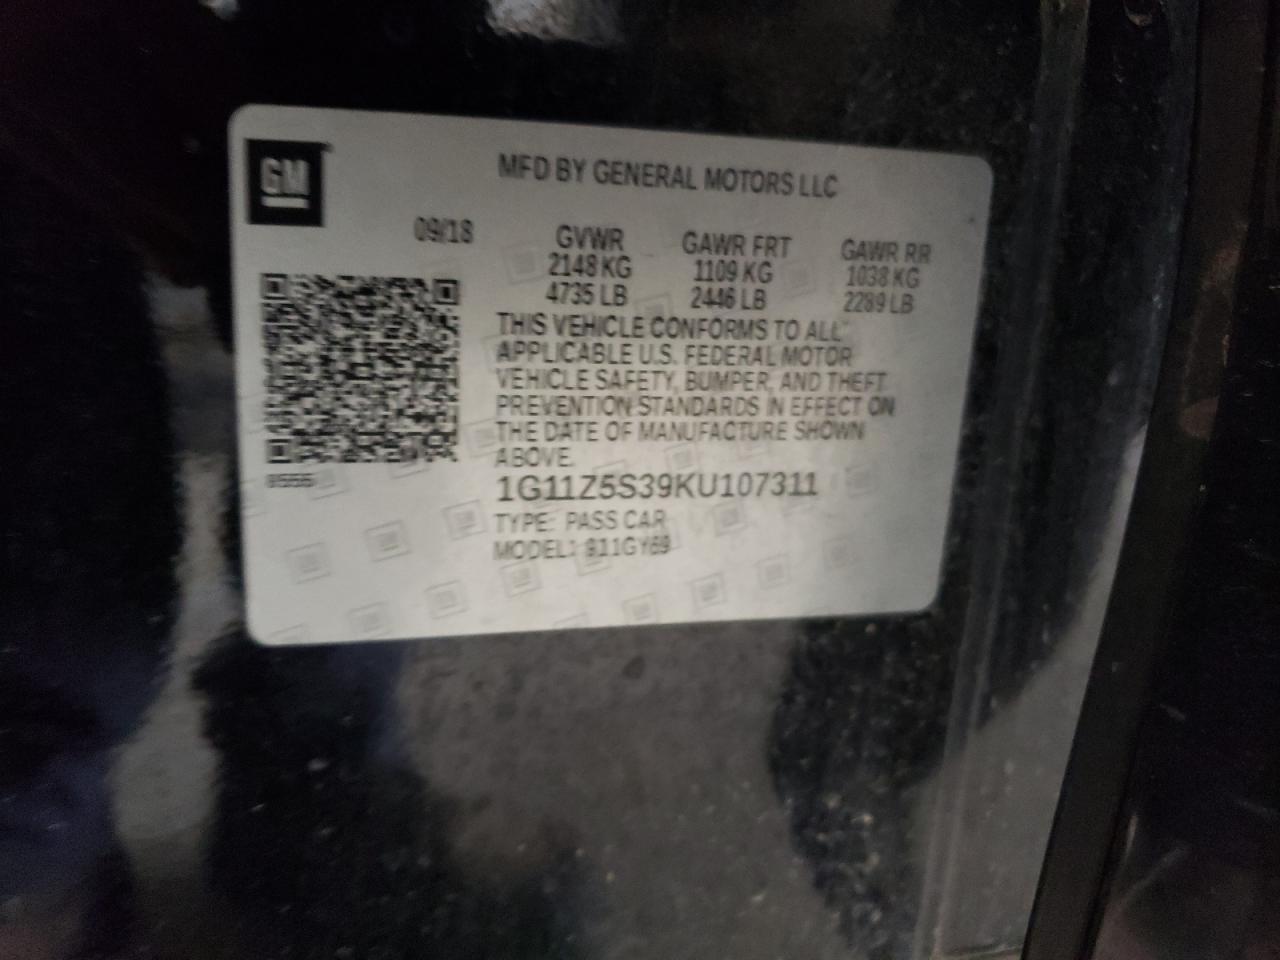 GM
MFD BY GENERAL MOTORS LLC
09/18
GVWR GAWR FRT GAWR RR
2148 KG 1109 KG 1038 KG
4735 LB 2446 LB 2289 LB
THIS VEHICLE CONFORMS TO ALL
APPLICABLE U.S. FEDERAL MOTOR
VEHICLE SAFETY, BUMPER, AND THEFT
PREVENTION STANDARDS IN EFFECT ON
THE DATE OF MANUFACTURE SHOWN
ABOVE.
1G11Z5S39KU107311
TYPE: PASS CAR
MODEL: